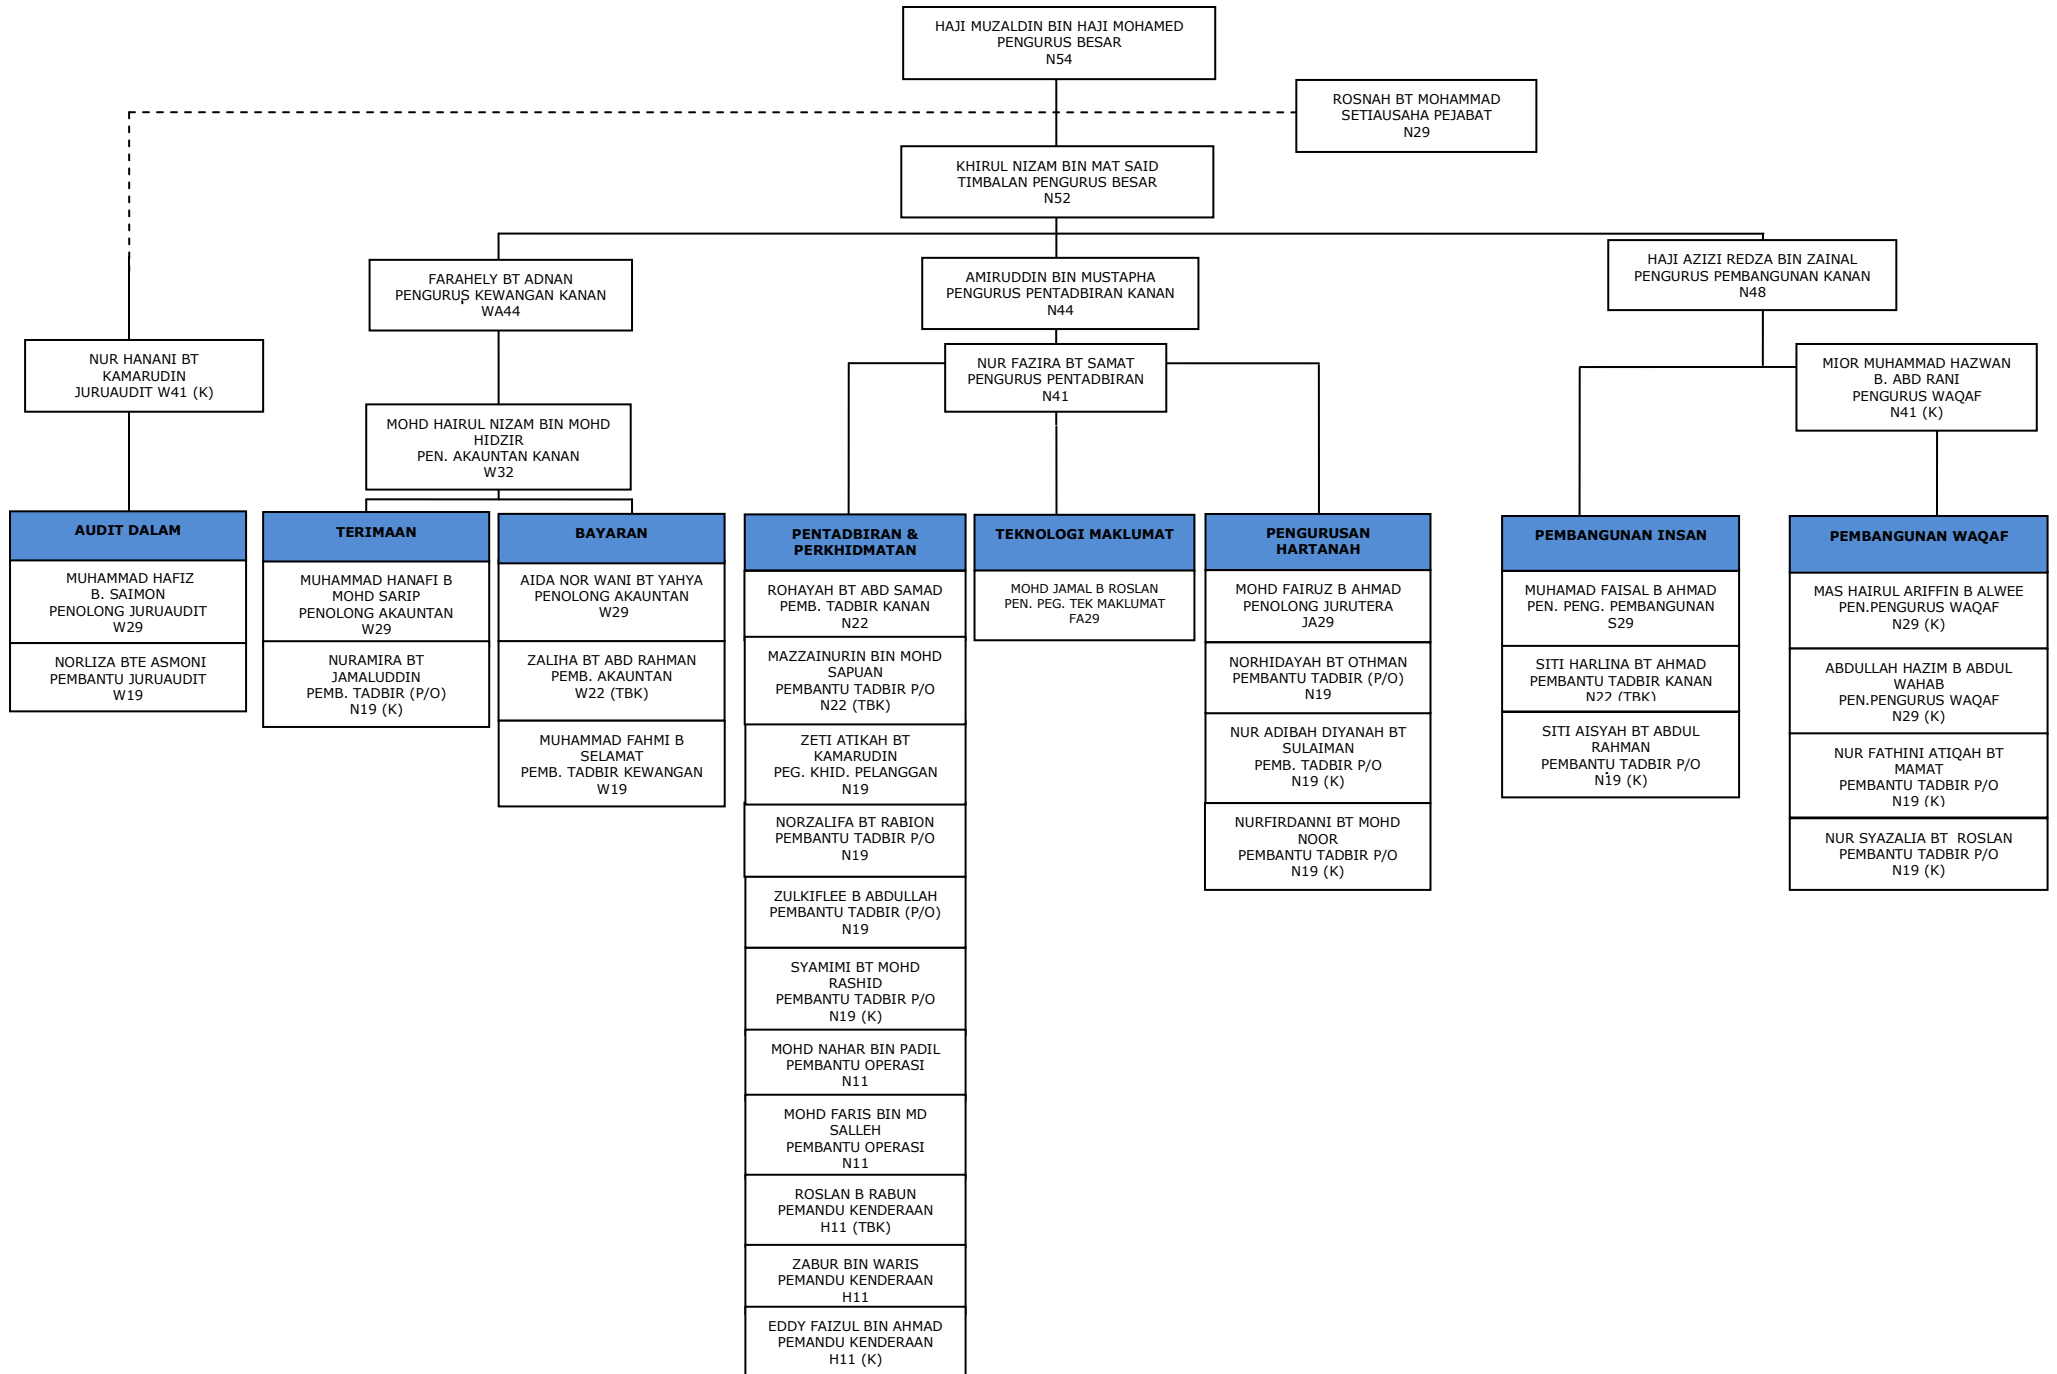 HAJI MUZALDIN BIN HAJI MOHAMED
PENGURUS BESAR
N54
ROSNAH BT MOHAMMAD
SETIAUSAHA PEJABAT
N29
KHIRUL NIZAM BIN MAT SAID
TIMBALAN PENGURUS BESAR
N52
FARAHELY BT ADNAN
PENGURUS KEWANGAN KANAN
WA44
AMIRUDDIN BIN MUSTAPHA
PENGURUS PENTADBIRAN KANAN
N44
HAJI AZIZI REDZA BIN ZAINAL
PENGURUS PEMBANGUNAN KANAN
N48
NUR HANANI BT
KAMARUDIN
JURUAUDIT W41 (K)
NUR FAZIRA BT SAMAT
PENGURUS PENTADBIRAN
N41
MIOR MUHAMMAD HAZWAN
B. ABD RANI
PENGURUS WAQAF
N41 (K)
MOHD HAIRUL NIZAM BIN MOHD
HIDZIR
PEN. AKAUNTAN KANAN
W32
AUDIT DALAM
MUHAMMAD HAFIZ
B. SAIMON
PENOLONG JURUAUDIT
W29
NORLIZA BTE ASMONI
PEMBANTU JURUAUDIT
W19
TERIMAAN
MUHAMMAD HANAFI B
MOHD SARIP
PENOLONG AKAUNTAN
W29
NURAMIRA BT
JAMALUDDIN
PEMB. TADBIR (P/O)
N19 (K)
BAYARAN
AIDA NOR WANI BT YAHYA
PENOLONG AKAUNTAN
W29
ZALIHA BT ABD RAHMAN
PEMB. AKAUNTAN
W22 (TBK)
MUHAMMAD FAHMI B
SELAMAT
PEMB. TADBIR KEWANGAN
W19
PENTADBIRAN &
PERKHIDMATAN
ROHAYAH BT ABD SAMAD
PEMB. TADBIR KANAN
N22
MAZZAINURIN BIN MOHD
SAPUAN
PEMBANTU TADBIR P/O
N22 (TBK)
ZETI ATIKAH BT
KAMARUDIN
PEG. KHID. PELANGGAN
N19
NORZALIFA BT RABION
PEMBANTU TADBIR P/O
N19
ZULKIFLEE B ABDULLAH
PEMBANTU TADBIR (P/O)
N19
SYAMIMI BT MOHD
RASHID
PEMBANTU TADBIR P/O
N19 (K)
MOHD NAHAR BIN PADIL
PEMBANTU OPERASI
N11
MOHD FARIS BIN MD
SALLEH
PEMBANTU OPERASI
N11
ROSLAN B RABUN
PEMANDU KENDERAAN
H11 (TBK)
ZABUR BIN WARIS
PEMANDU KENDERAAN
H11
EDDY FAIZUL BIN AHMAD
PEMANDU KENDERAAN
H11 (K)
TEKNOLOGI MAKLUMAT
MOHD JAMAL B ROSLAN
PEN. PEG. TEK MAKLUMAT
FA29
PENGURUSAN
HARTANAH
MOHD FAIRUZ B AHMAD
PENOLONG JURUTERA
JA29
NORHIDAYAH BT OTHMAN
PEMBANTU TADBIR (P/O)
N19
NUR ADIBAH DIYANAH BT
SULAIMAN
PEMB. TADBIR P/O
N19 (K)
NURFIRDANNI BT MOHD
NOOR
PEMBANTU TADBIR P/O
N19 (K)
PEMBANGUNAN INSAN
MUHAMAD FAISAL B AHMAD
PEN. PENG. PEMBANGUNAN
S29
SITI HARLINA BT AHMAD
PEMBANTU TADBIR KANAN
N22 (TBK)
SITI AISYAH BT ABDUL
RAHMAN
PEMBANTU TADBIR P/O
N19 (K)
PEMBANGUNAN WAQAF
MAS HAIRUL ARIFFIN B ALWEE
PEN.PENGURUS WAQAF
N29 (K)
ABDULLAH HAZIM B ABDUL
WAHAB
PEN.PENGURUS WAQAF
N29 (K)
NUR FATHINI ATIQAH BT
MAMAT
PEMBANTU TADBIR P/O
N19 (K)
NUR SYAZALIA BT  ROSLAN
PEMBANTU TADBIR P/O
N19 (K)